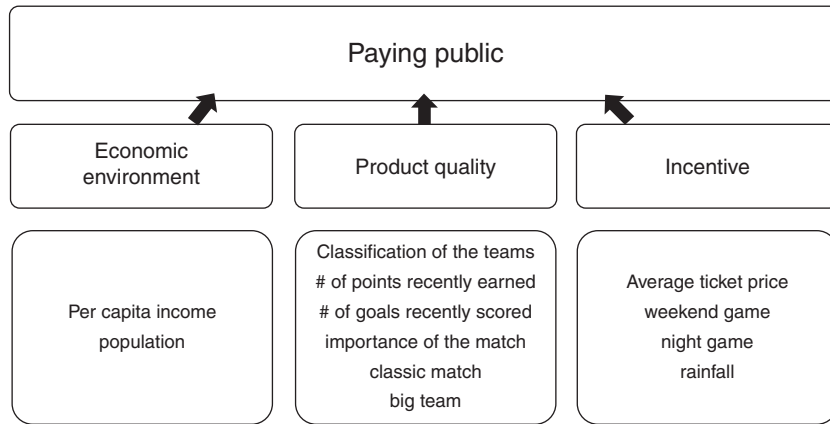 Paying public
Economic
environment
Product quality
Incentive
Per capita income
population
Classification of the teams
# of points recently earned
# of goals recently scored
importance of the match
classic match
big team
Average ticket price
weekend game
night game
rainfall